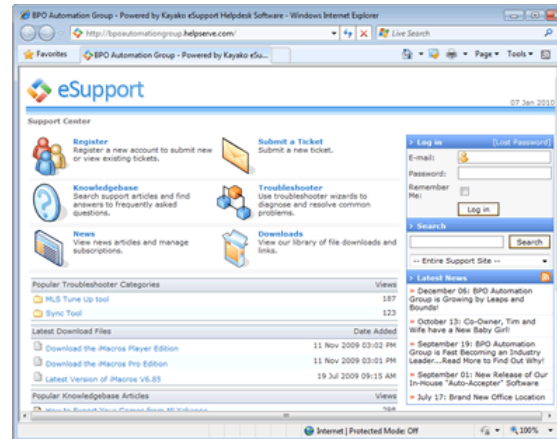 BPO Automation Group - Powered by Kayako eSupport Helpdesk Software - Windows Internet Explorer
http://bpoautomationgroup.helpserve.com/
Live Search
Favorites
BPO Automation Group - Powered by Kayako eSu...
Page
Tools
eSupport
07 Jan 2010
Support Center
Register
Register a new account to submit new
or view existing tickets.
Submit a Ticket
Submit a new ticket.
Knowledgebase
Search support articles and find
answers to frequently asked
questions.
Troubleshooter
Use troubleshooter wizards to
diagnose and resolve common
problems.
News
View news articles and manage
subscriptions.
Downloads
View our library of file downloads and
links.
Popular Troubleshooter Categories Views
MLS Tune Up tool 187
Sync Tool 123
Latest Download Files Date Added
Download the iMacros Player Edition 11 Nov 2009 03:02 PM
Download the iMacros Pro Edition 11 Nov 2009 03:01 PM
Latest Version of iMacros V6.85 19 Jul 2009 09:15 AM
Popular Knowledgebase Articles Views
Log in [Lost Password]
E-mail:
Password:
Remember
Me:
Log in
Search
Search
-- Entire Support Site --
Latest News
» December 06: BPO Automation
Group is Growing by Leaps and
Bounds!
» October 13: Co-Owner, Tim and
Wife have a New Baby Girl!
» September 19: BPO Automation
Group is Fast Becoming an Industry
Leader...Read More to Find Out Why!
» September 01: New Release of Our
In-House "Auto-Accepter" Software
» July 17: Brand New Office Location
Internet | Protected Mode: Off
100%